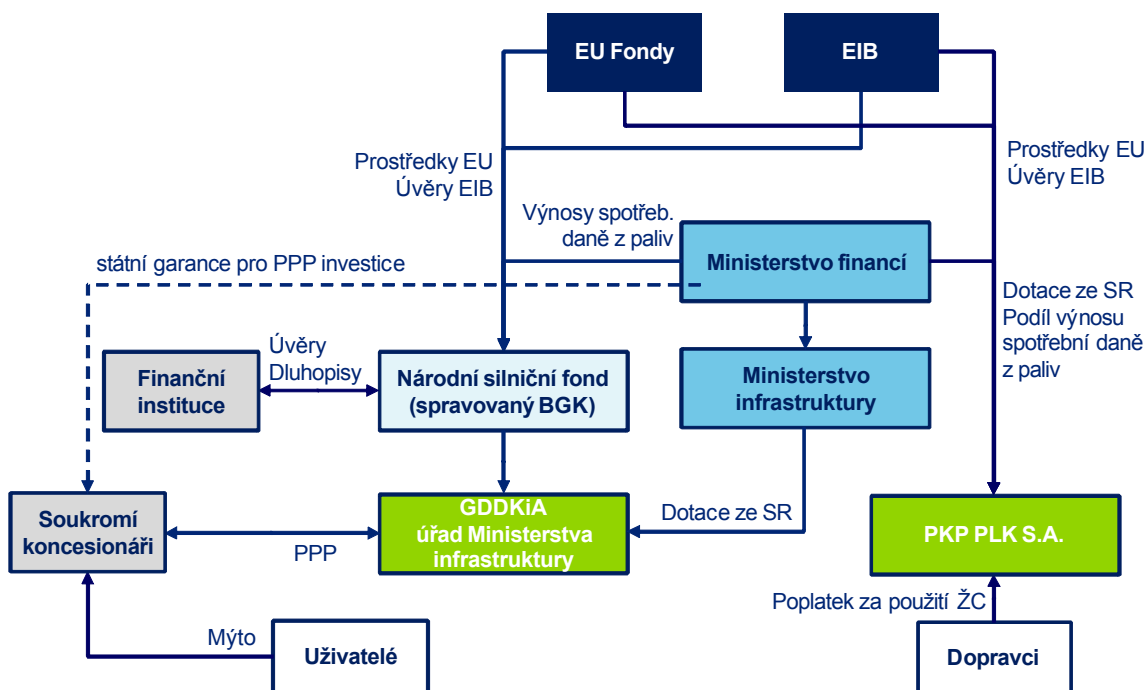 EU Fondy
EIB
Prostředky EU
Úvěry EIB
Prostředky EU
Úvěry EIB
Výnosy spotřeb.
daně z paliv
Ministerstvo financí
státní garance pro PPP investice
Dotace ze SR
Podíl výnosu
spotřební daně
z paliv
Úvěry
Dluhopisy
Finanční
instituce
Národní silniční fond
(spravovaný BGK)
Ministerstvo
infrastruktury
Soukromí
koncesionáři
PPP
GDDKiA
úřad Ministerstva
infrastruktury
Dotace ze SR
PKP PLK S.A.
Poplatek za použití ŽC
Mýto
Uživatelé
Dopravci